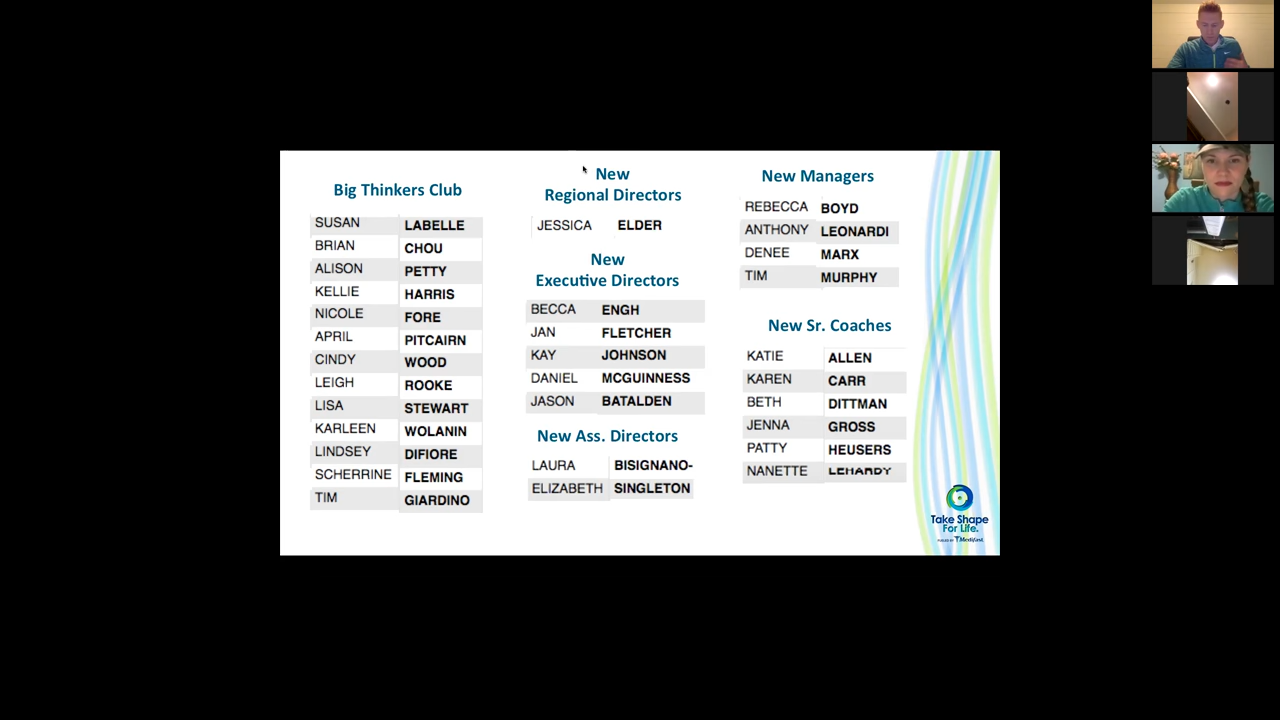 Big Thinkers Club
SUSAN LABELLE
BRIAN CHOU
ALISON PETTY
KELLIE HARRIS
NICOLE FORE
APRIL PITCAIRN
CINDY WOOD
LEIGH ROOKE
LISA STEWART
KARLEEN WOLANIN
LINDSEY DIFIORE
SCHERRINE FLEMING
TIM GIARDINO
New
Regional Directors
JESSICA ELDER
New
Executive Directors
BECCA ENGH
JAN FLETCHER
KAY JOHNSON
DANIEL MCGUINNESS
JASON BATALDEN
New Ass. Directors
LAURA BISIGNANO-
ELIZABETH SINGLETON
New Managers
REBECCA BOYD
ANTHONY LEONARDI
DENEE MARX
TIM MURPHY
New Sr. Coaches
KATIE ALLEN
KAREN CARR
BETH DITTMAN
JENNA GROSS
PATTY HEUSERS
NANETTE LEHARDY
Take Shape
For Life.
FUELED BY Medifast